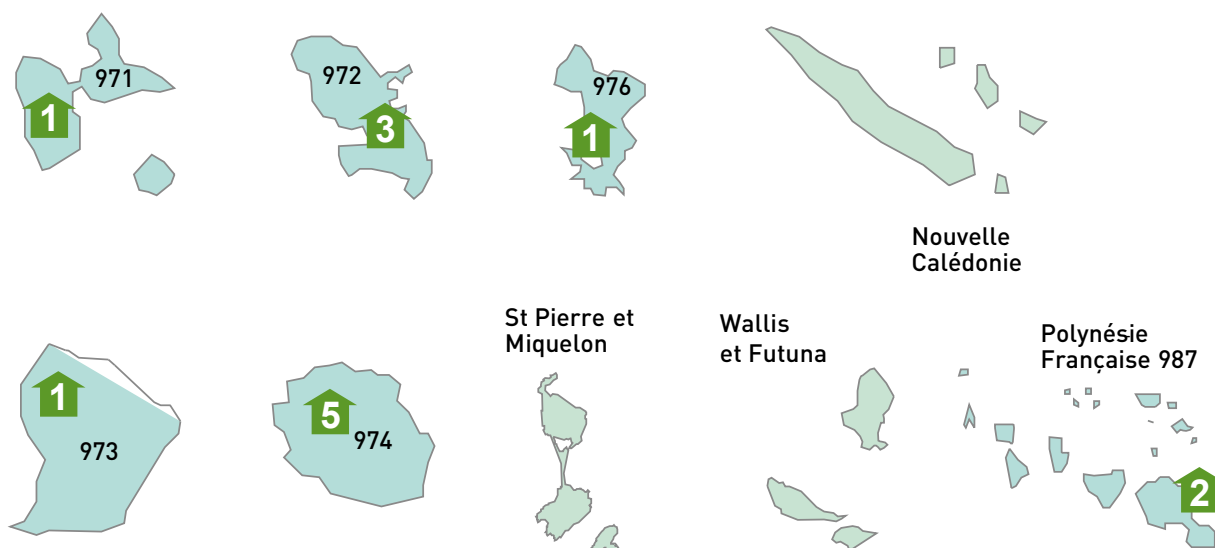 971
1
972
3
976
1
Nouvelle
Calédonie
973
1
974
5
St Pierre et
Miquelon
Wallis
et Futuna
Polynésie
Française 987
2